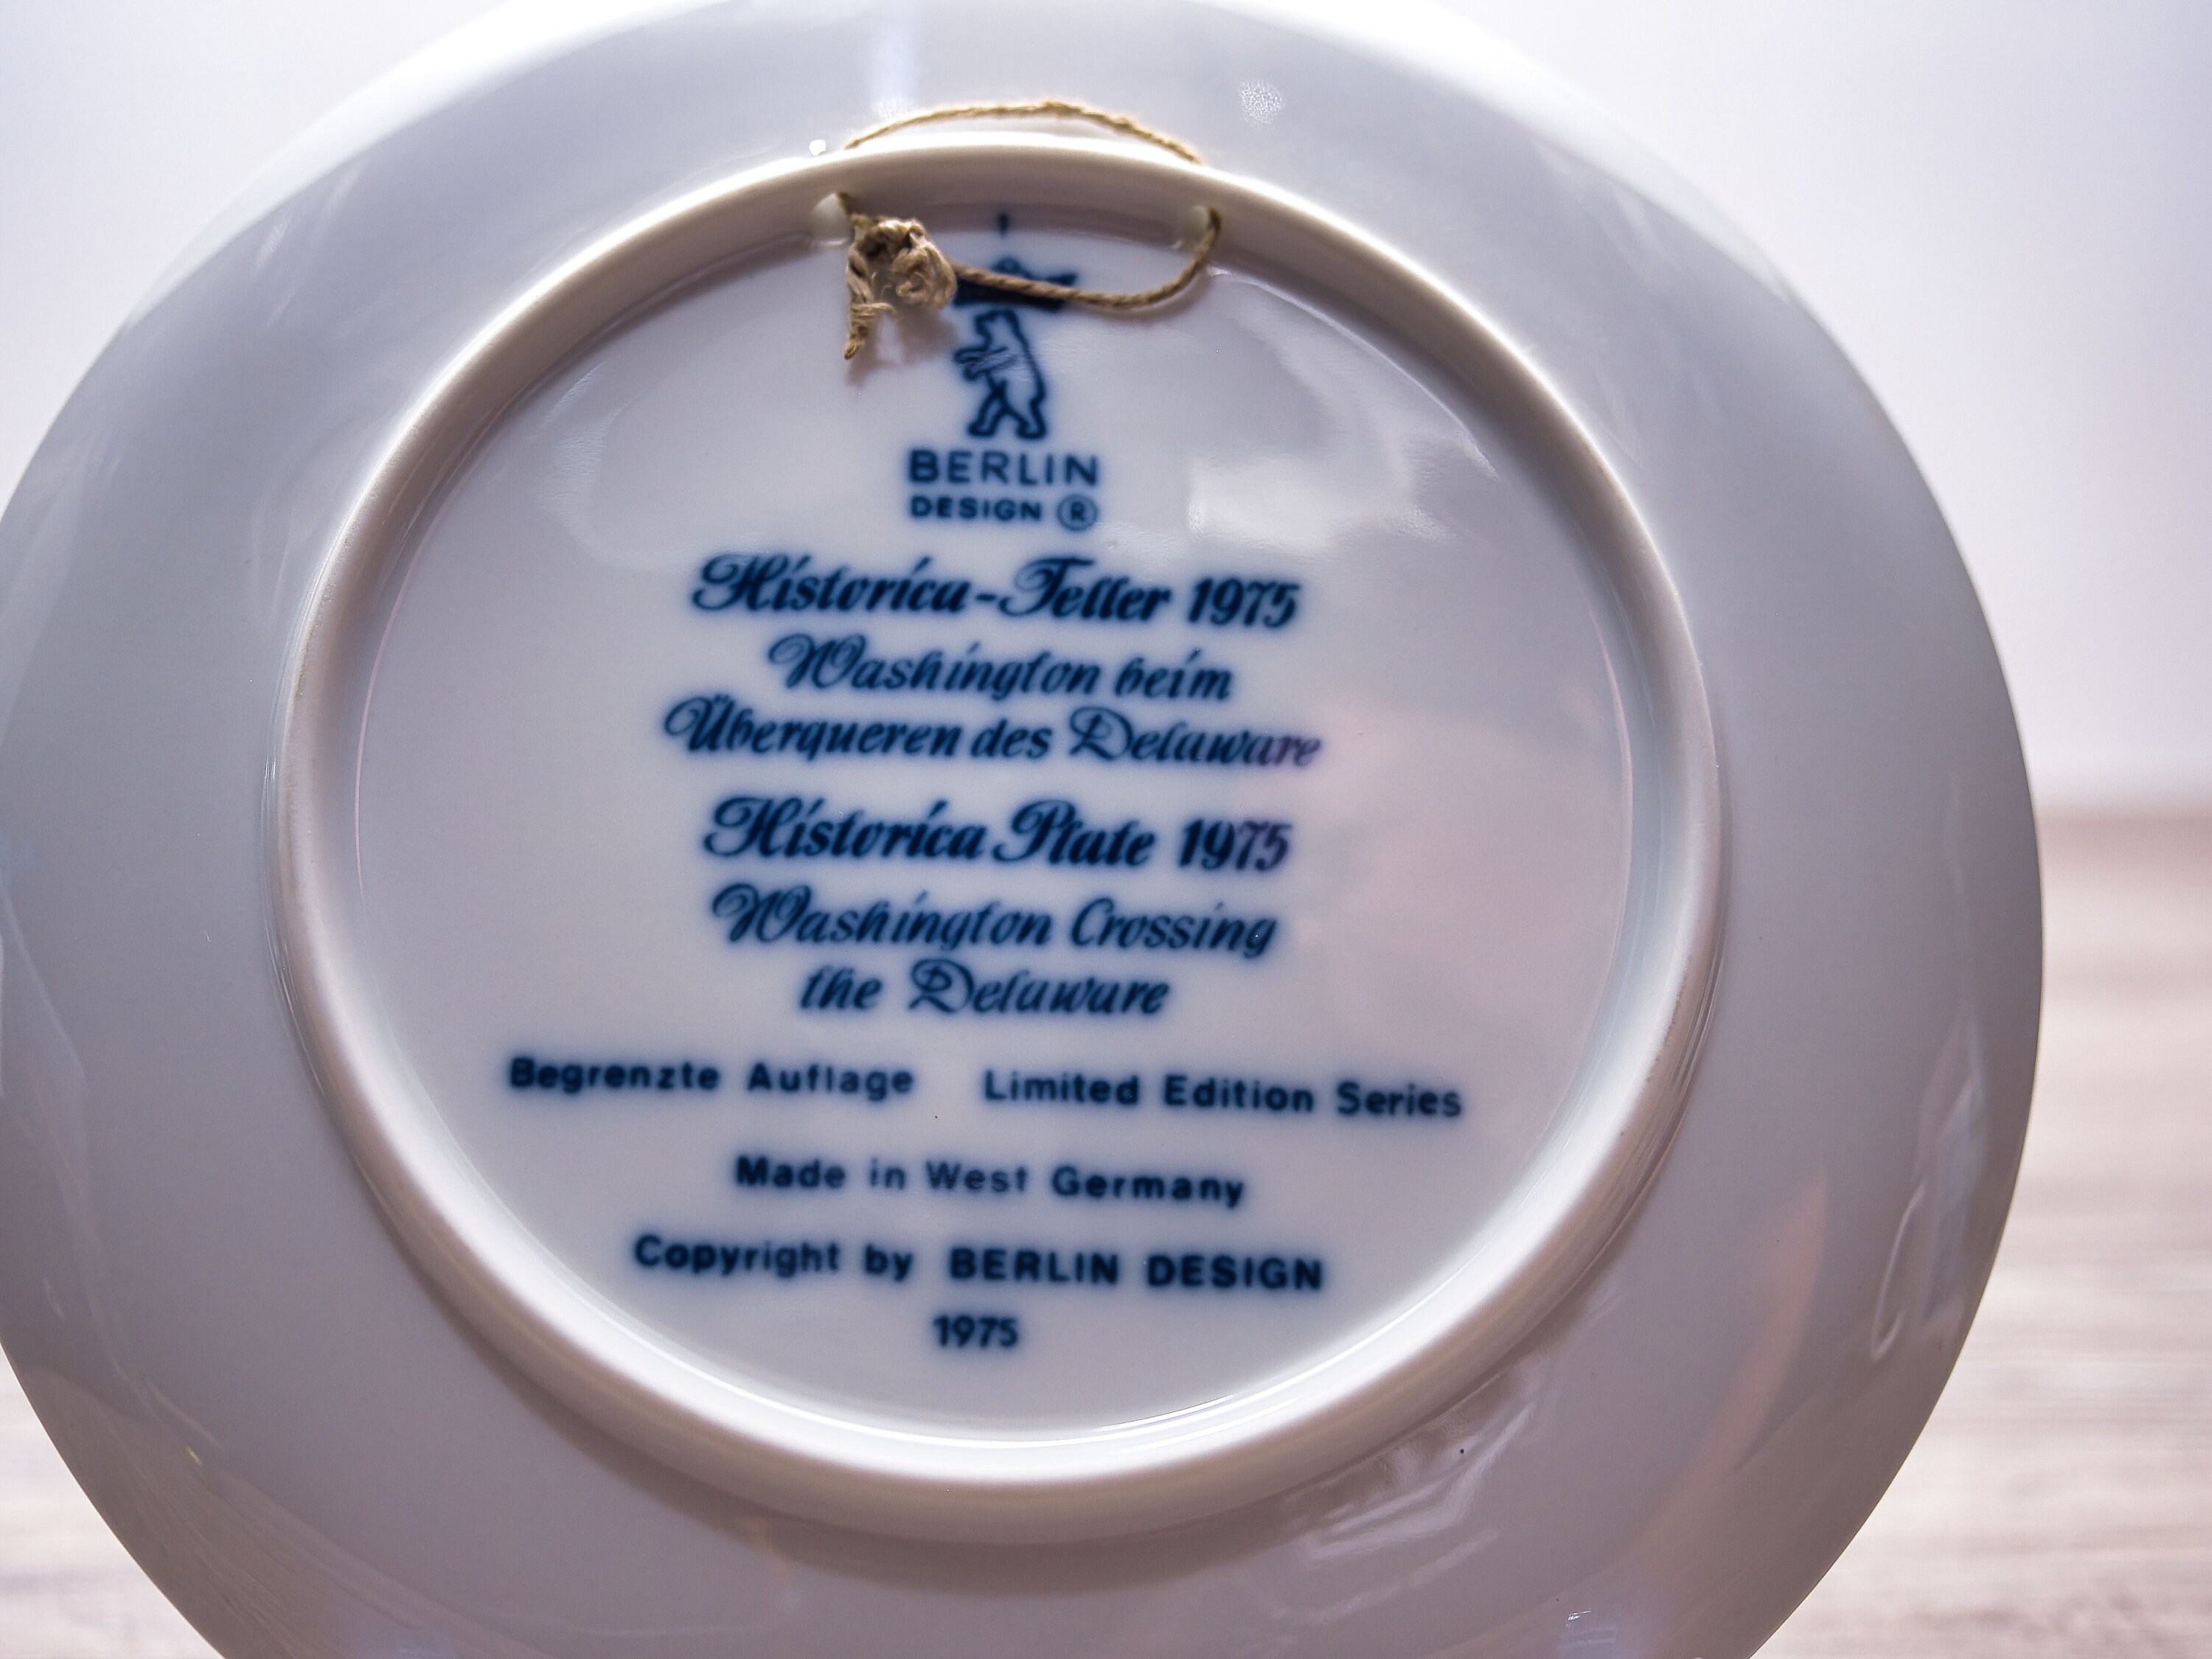 BERLIN
DESIGN ®
Historica-Teller 1975
Washington beim
Überqueren des Delaware
Historica Plate 1975
Washington Crossing
the Delaware
Begrenzte Auflage Limited Edition Series
Made in West Germany
Copyright by BERLIN DESIGN
1975